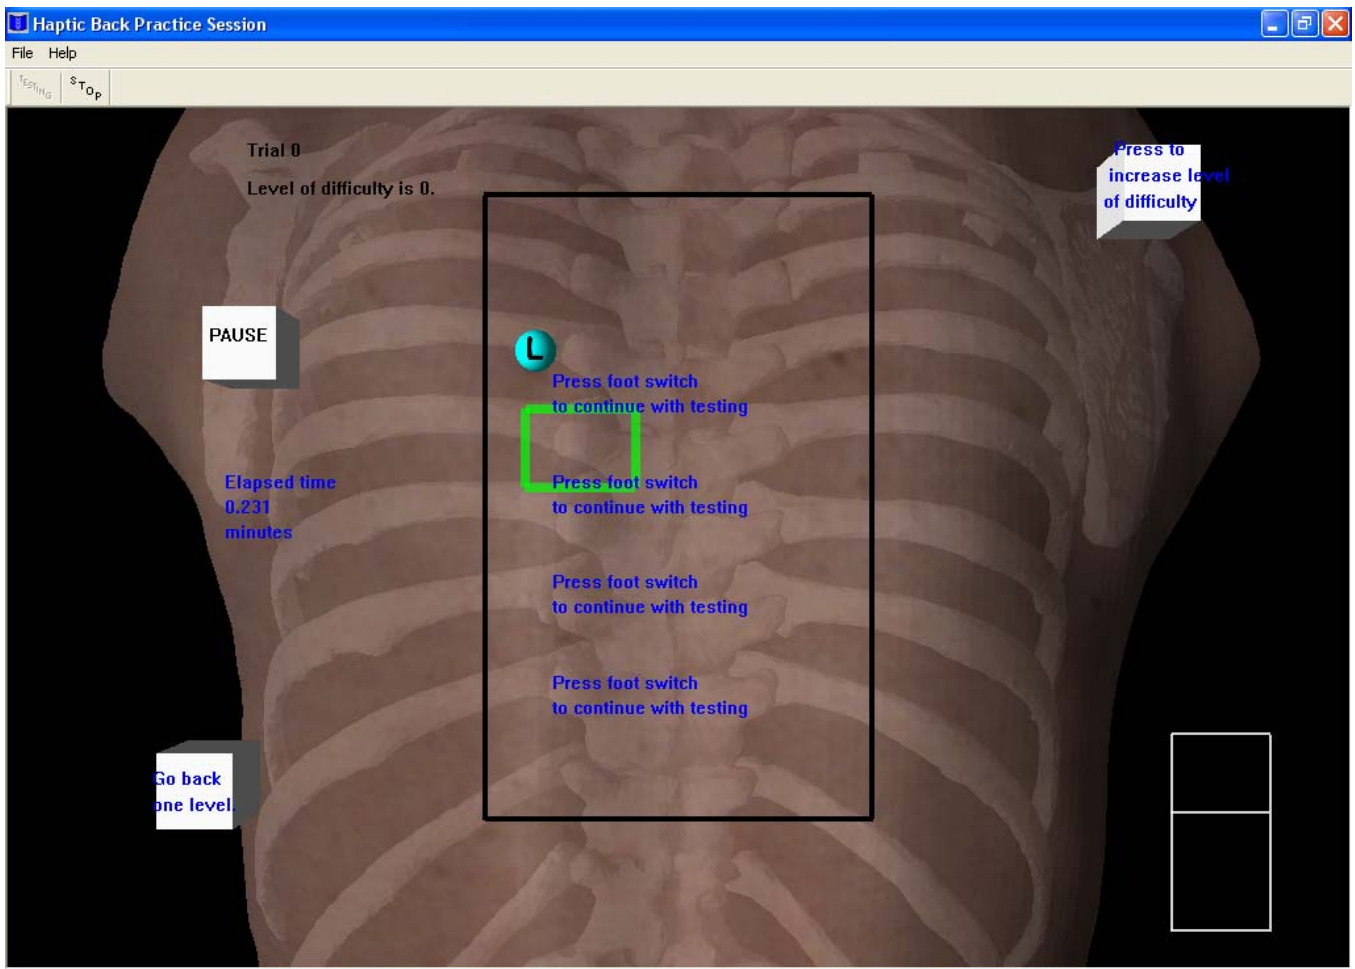 Haptic Back Practice Session
File Help
TESTING STOP
Trial 0
Level of difficulty is 0.
Press to
increase level
of difficulty
PAUSE
L
Press foot switch
to continue with testing
Elapsed time
0.231
minutes
Press foot switch
to continue with testing
Press foot switch
to continue with testing
Press foot switch
to continue with testing
Go back
one level.